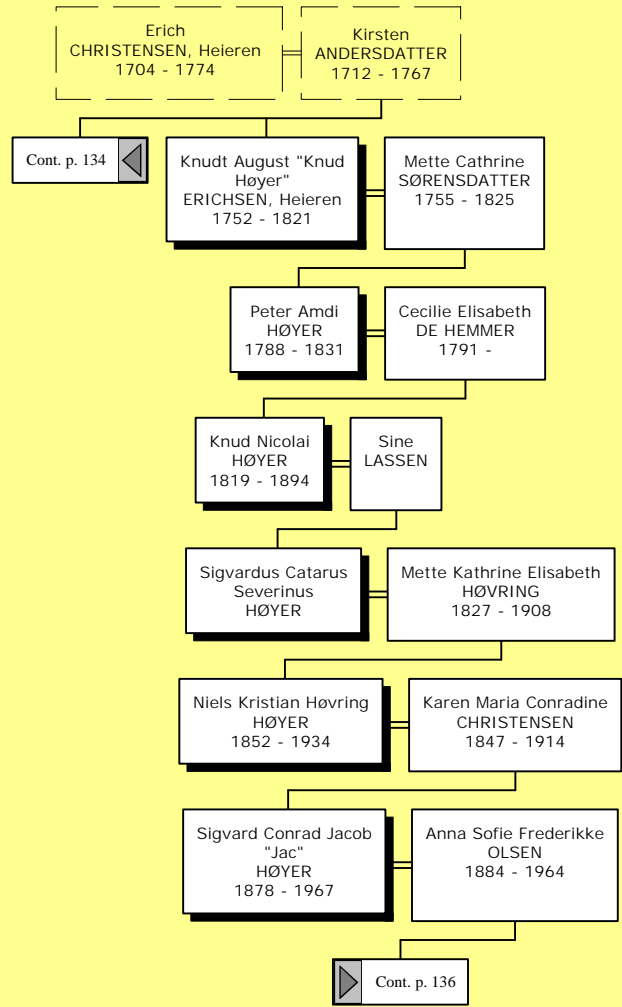 Erich
CHRISTENSEN, Heieren
1704 - 1774
Kirsten
ANDERSDATTER
1712 - 1767
Cont. p. 134
Knudt August "Knud
Høyer"
ERICHSEN, Heieren
1752 - 1821
Mette Cathrine
SØRENSDATTER
1755 - 1825
Peter Amdi
HØYER
1788 - 1831
Cecilie Elisabeth
DE HEMMER
1791 -
Knud Nicolai
HØYER
1819 - 1894
Sine
LASSEN
Sigvardus Catarus
Severinus
HØYER
Mette Kathrine Elisabeth
HØVRING
1827 - 1908
Niels Kristian Høvring
HØYER
1852 - 1934
Karen Maria Conradine
CHRISTENSEN
1847 - 1914
Sigvard Conrad Jacob
"Jac"
HØYER
1878 - 1967
Anna Sofie Frederikke
OLSEN
1884 - 1964
Cont. p. 136